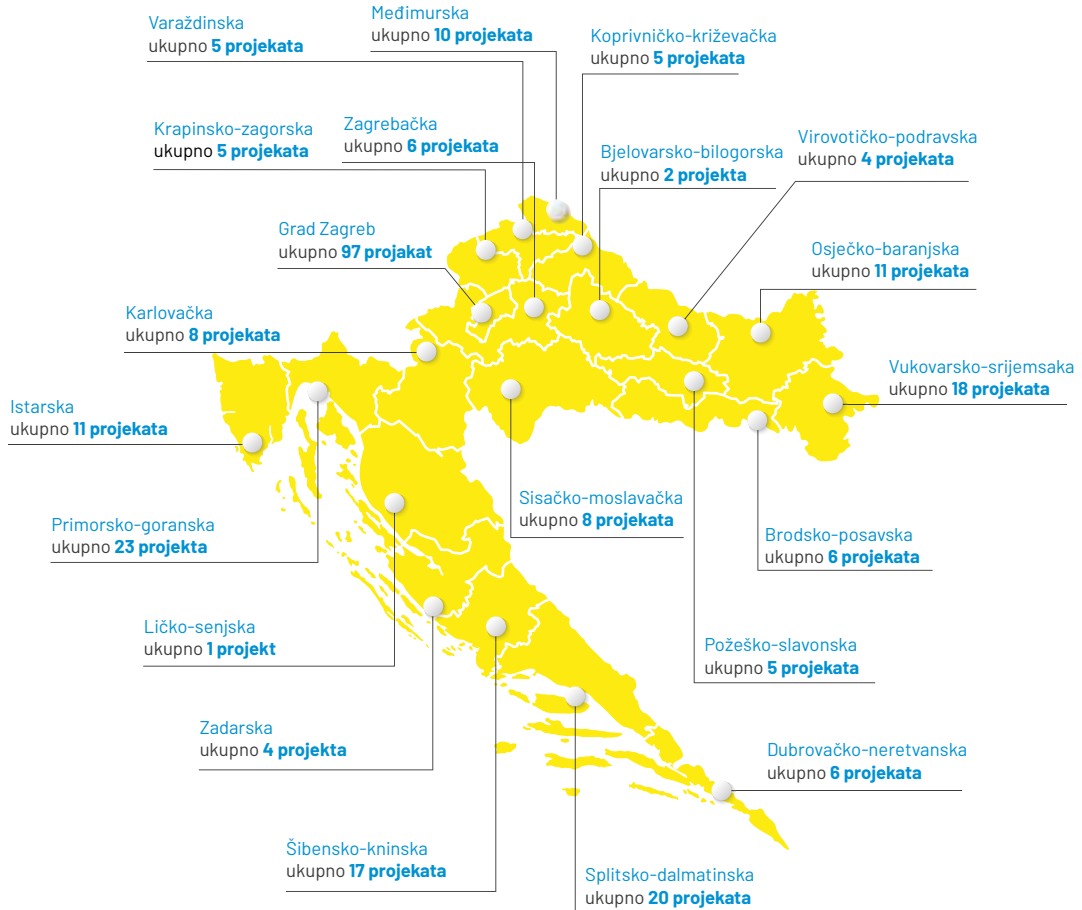 Varaždinska
ukupno 5 projekata
Međimurska
ukupno 10 projekata
Koprivničko-križevačka
ukupno 5 projekata
Krapinsko-zagorska
ukupno 5 projekata
Zagrebačka
ukupno 6 projekata
Bjelovarsko-bilogorska
ukupno 2 projekta
Virovotičko-podravska
ukupno 4 projekata
Grad Zagreb
ukupno 97 projakat
Osječko-baranjska
ukupno 11 projekata
Karlovačka
ukupno 8 projekata
Vukovarsko-srijemsaka
ukupno 18 projekata
Istarska
ukupno 11 projekata
Sisačko-moslavačka
ukupno 8 projekata
Primorsko-goranska
ukupno 23 projekta
Brodsko-posavska
ukupno 6 projekata
Ličko-senjska
ukupno 1 projekt
Požeško-slavonska
ukupno 5 projekata
Zadarska
ukupno 4 projekta
Dubrovačko-neretvanska
ukupno 6 projekata
Šibensko-kninska
ukupno 17 projekata
Splitsko-dalmatinska
ukupno 20 projekata